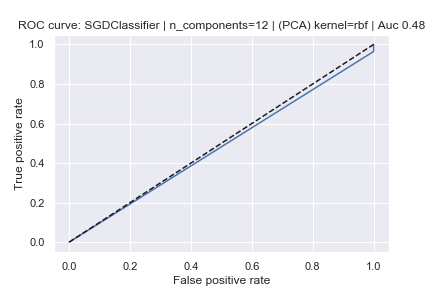 ROC curve: SGDClassifier | n_components=12 | (PCA) kernel=rbf | Auc 0.48
1.0
0.8
0.6
0.4
0.2
0.0
True positive rate
0.0 0.2 0.4 0.6 0.8 1.0
False positive rate